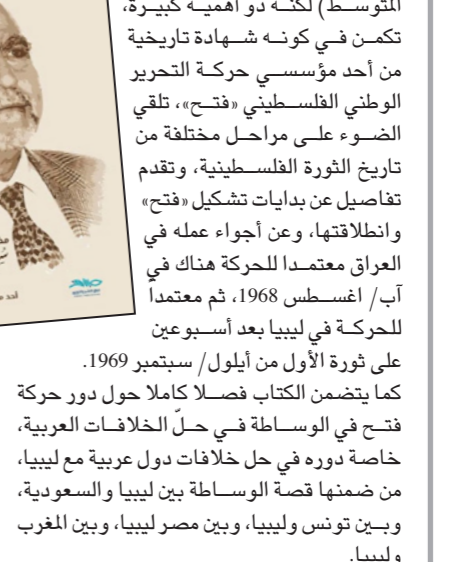 المتوسط) لكنه ذو أهمية كبيرة،
تكمن في كونه شهادة تاريخية
من أحد مؤسسي حركة التحرير
الوطني الفلسطيني «فتح»، تلقي
الضوء على مراحل مختلفة من
تاريخ الثورة الفلسطينية، وتقدم
تفاصيل عن بدايات تشكيل «فتح»
وانطلاقتها، وعن أجواء عمله في
العراق معتمدا للحركة هناك في
آب/ اغسطس 1968، ثم معتمداً
للحركة في ليبيا بعد أسبوعين
على ثورة الأول من أيلول/ سبتمبر 1969.
كما يتضمن الكتاب فصلا كاملا حول دور حركة
فتح في الوساطة في حلّ الخلافات العربية،
خاصة دوره في حل خلافات دول عربية مع ليبيا،
من ضمنها قصة الوساطة بين ليبيا والسعودية،
وبين تونس وليبيا، وبين مصر ليبيا، وبين المغرب
وليبيا.